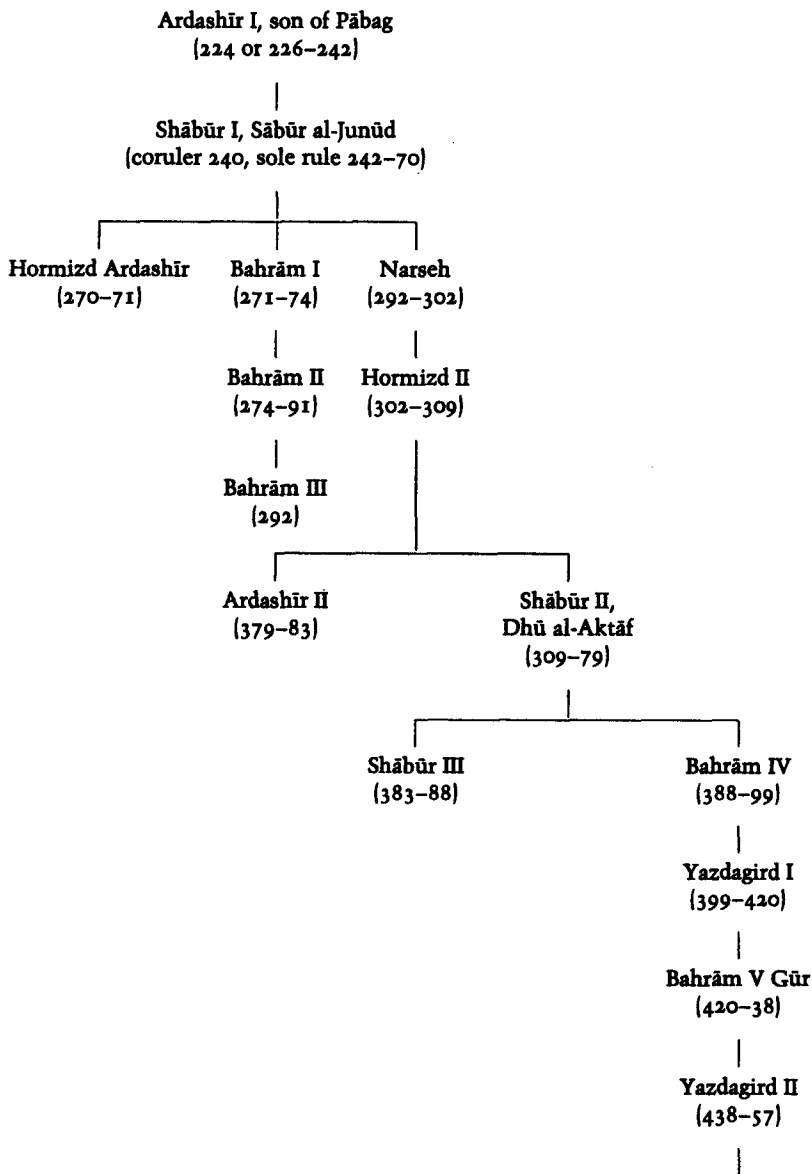 Ardashīr I, son of Pābag
(224 or 226–242)
Shābūr I, Sābūr al-Junūd
(coruler 240, sole rule 242–70)
Hormizd Ardashīr Bahrām I Narseh
(270–71) (271–74) (292–302)
Bahrām II Hormizd II
(274–91) (302–309)
Bahrām III
(292)
Ardashīr II Shābūr II,
(379–83) Dhū al-Aktāf
(309–79)
Shābūr III Bahrām IV
(383–88) (388–99)
Yazdagird I
(399–420)
Bahrām V Gūr
(420–38)
Yazdagird II
(438–57)